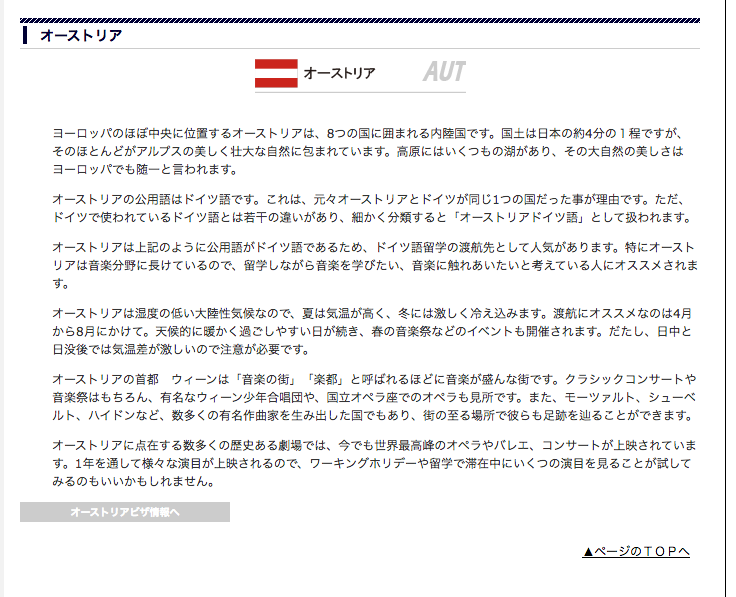 オーストリア
オーストリア AUT
ヨーロッパのほぼ中央に位置するオーストリアは、8つの国に囲まれる内陸国です。国土は日本の約4分の１程ですが、
そのほとんどがアルプスの美しく壮大な自然に包まれています。高原にはいくつもの湖があり、その大自然の美しさは
ヨーロッパでも随一と言われます。
オーストリアの公用語はドイツ語です。これは、元々オーストリアとドイツが同じ1つの国だった事が理由です。ただ、
ドイツで使われているドイツ語とは若干の違いがあり、細かく分類すると「オーストリアドイツ語」として扱われます。
オーストリアは上記のように公用語がドイツ語であるため、ドイツ語留学の渡航先として人気があります。特にオースト
リアは音楽分野に長けているので、留学しながら音楽を学びたい、音楽に触れあいたいと考えている人にオススメされま
す。
オーストリアは湿度の低い大陸性気候なので、夏は気温が高く、冬には激しく冷え込みます。渡航にオススメなのは4月
から8月にかけて。天候的に暖かく過ごしやすい日が続き、春の音楽祭などのイベントも開催されます。だたし、日中と
日没後では気温差が激しいので注意が必要です。
オーストリアの首都　ウィーンは「音楽の街」「楽都」と呼ばれるほどに音楽が盛んな街です。クラシックコンサートや
音楽祭はもちろん、有名なウィーン少年合唱団や、国立オペラ座でのオペラも見所です。また、モーツァルト、シューベ
ルト、ハイドンなど、数多くの有名作曲家を生み出した国でもあり、街の至る場所で彼らも足跡を辿ることができます。
オーストリアに点在する数多くの歴史ある劇場では、今でも世界最高峰のオペラやバレエ、コンサートが上映されていま
す。1年を通して様々な演目が上映されるので、ワーキングホリデーや留学で滞在中にいくつの演目を見ることが試して
みるのもいいかもしれません。
オーストリアビザ情報へ
▲ページのＴＯＰへ